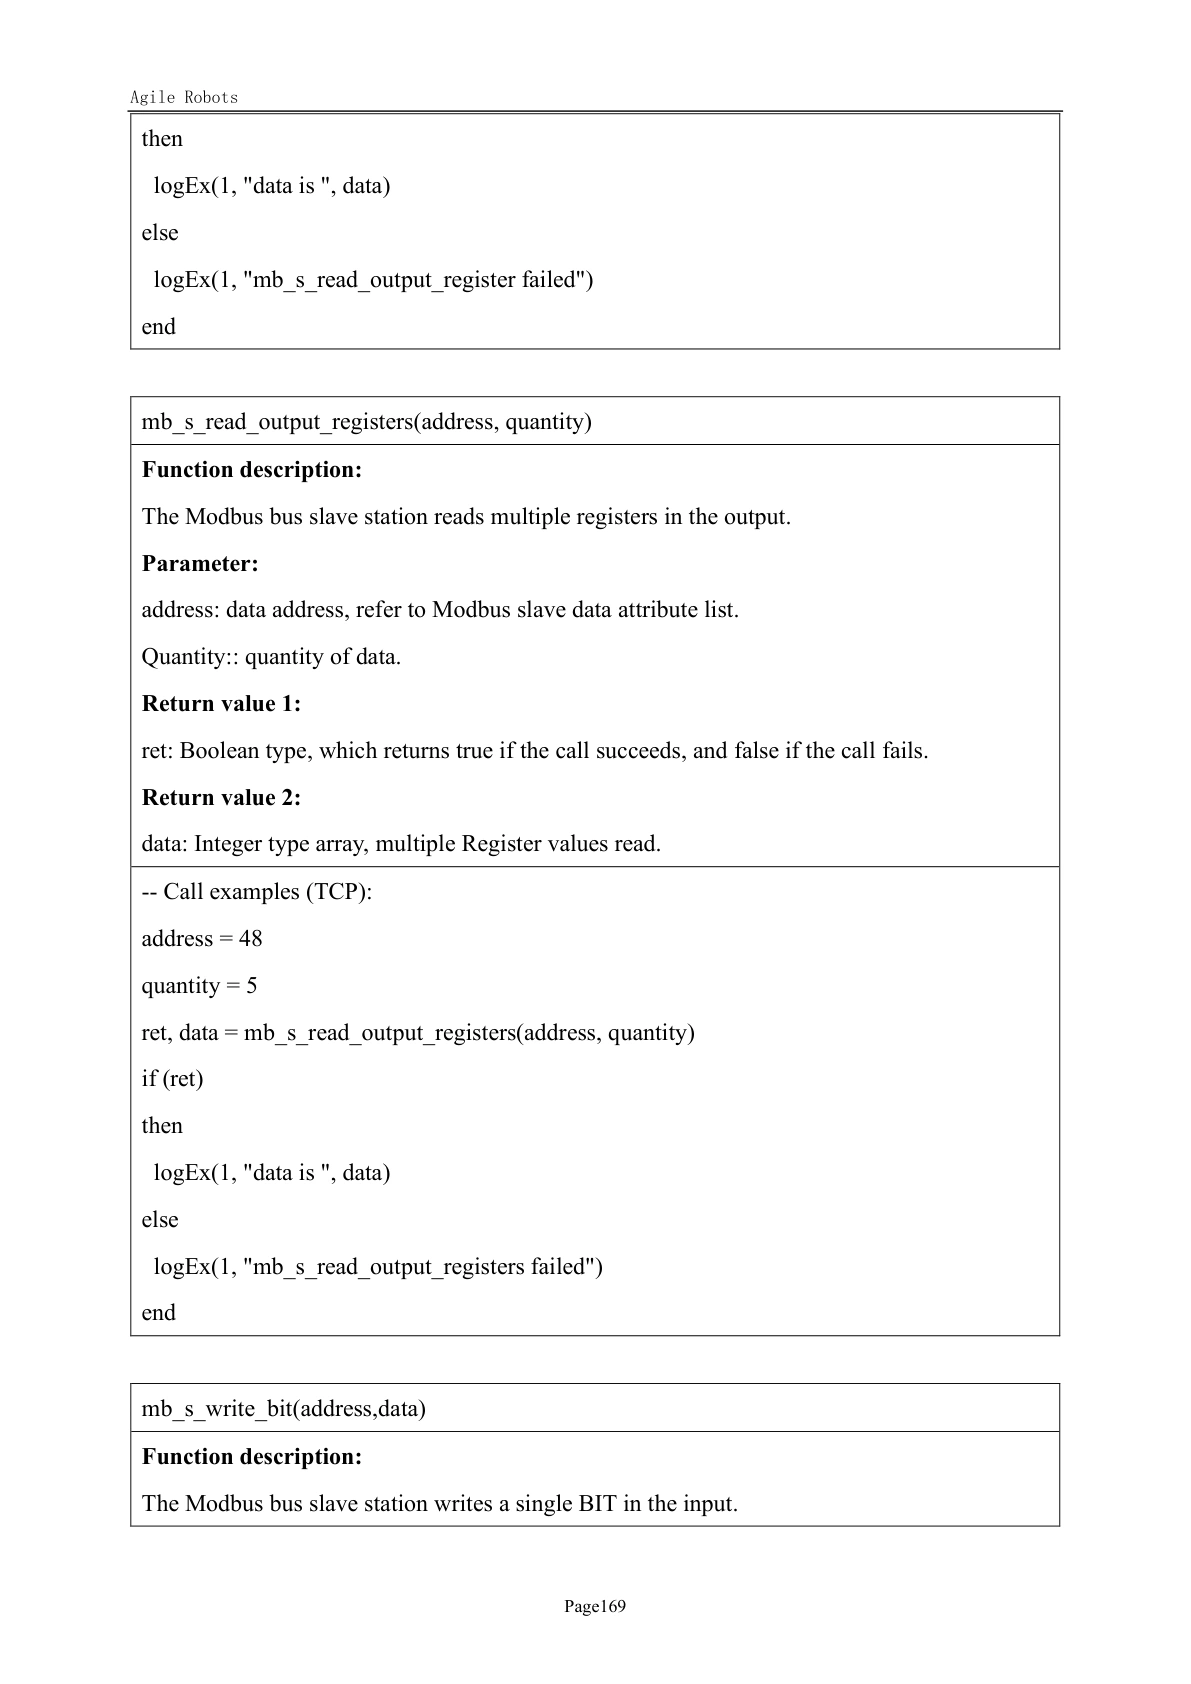 Agile Robots
then
logEx(1, "data is ", data)
else
logEx(1, "mb_s_read_output_register failed")
end
mb_s_read_output_registers(address, quantity)
Function description:
The Modbus bus slave station reads multiple registers in the output.
Parameter:
address: data address, refer to Modbus slave data attribute list.
Quantity:: quantity of data.
Return value 1:
ret: Boolean type, which returns true if the call succeeds, and false if the call fails.
Return value 2:
data: Integer type array, multiple Register values read.
-- Call examples (TCP):
address = 48
quantity = 5
ret, data = mb_s_read_output_registers(address, quantity)
if (ret)
then
logEx(1, "data is ", data)
else
logEx(1, "mb_s_read_output_registers failed")
end
mb_s_write_bit(address,data)
Function description:
The Modbus bus slave station writes a single BIT in the input.
Page169